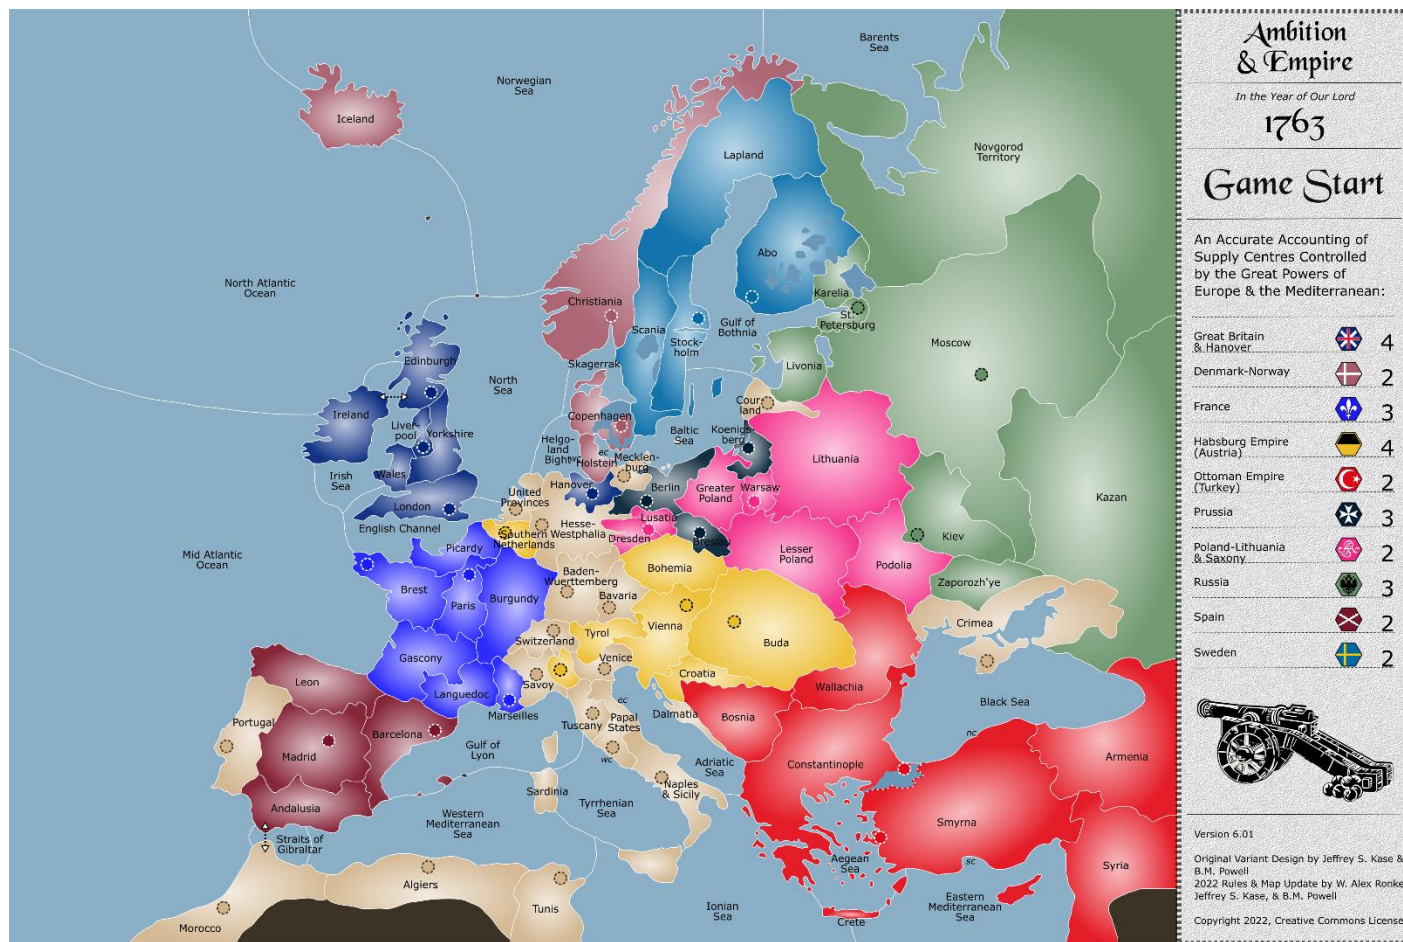 Barents
Sea
Norwegian
Sea
Iceland
Lapland
Novgorod
Territory
Abo
North Atlantic
Ocean
Karelia
St.
Petersburg
Christiania
Scania
Stock-
holm
Gulf of
Bothnia
Moscow
Edinburgh
Skagerrak
Livonia
North
Sea
Cour-
land
Ireland
Liver-
pool
Yorkshire
Copenhagen
Baltic
Sea
Koenigs-
berg
Helgo-
land
Bight
wc
ec
Holstein
Mecklen-
burg
Lithuania
Irish
Sea
Wales
Hanover
Berlin
Greater
Poland
Warsaw
Kazan
London
United
Provinces
English Channel
Southern
Netherlands
Hesse-
Westphalia
Lusatia
Dresden
Breslau
Kiev
Mid Atlantic
Ocean
Picardy
Lesser
Poland
Podolia
Baden-
Wuerttemberg
Bohemia
Zaporozh'ye
Brest
Paris
Burgundy
Bavaria
Vienna
Buda
Crimea
Switzerland
Tyrol
Gascony
Venice
Croatia
Leon
Languedoc
Savoy
Wallachia
Black Sea
Marseilles
ec
Dalmatia
Bosnia
Portugal
Barcelona
Tuscany
Papal
States
nc
Madrid
Gulf of
Lyon
wc
Adriatic
Sea
Constantinople
Armenia
Andalusia
Sardinia
Naples
& Sicily
Western
Mediterranean
Sea
Tyrrhenian
Sea
Smyrna
Straits of
Gibraltar
Aegean
Sea
sc
Syria
Algiers
Eastern
Mediterranean
Sea
Tunis
Ionian
Sea
Morocco
Crete
Ambition
& Empire
In the Year of Our Lord
1763
Game Start
An Accurate Accounting of
Supply Centres Controlled
by the Great Powers of
Europe & the Mediterranean:
Great Britain
& Hanover 4
Denmark-Norway 2
France 3
Habsburg Empire
(Austria) 4
Ottoman Empire
(Turkey) 2
Prussia 3
Poland-Lithuania
& Saxony 2
Russia 3
Spain 2
Sweden 2
Version 6.01
Original Variant Design by Jeffrey S. Kase &
B.M. Powell
2022 Rules & Map Update by W. Alex Ronke,
Jeffrey S. Kase, & B.M. Powell
Copyright 2022, Creative Commons License